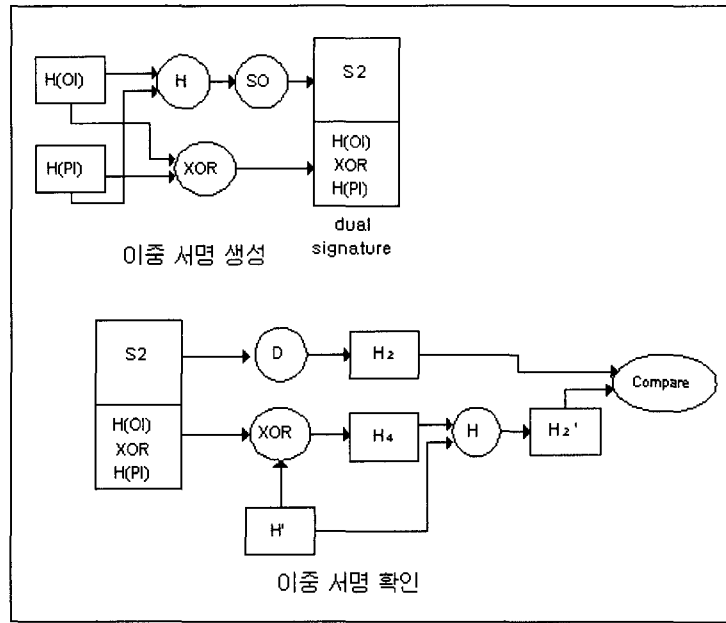 H(OI)
H
SO
S2
H(PI)
XOR
H(OI)
XOR
H(PI)
dual
signature
이중 서명 생성
S2
D
H₂
Compare
H(OI)
XOR
H(PI)
XOR
H₄
H
H₂'
H'
이중 서명 확인